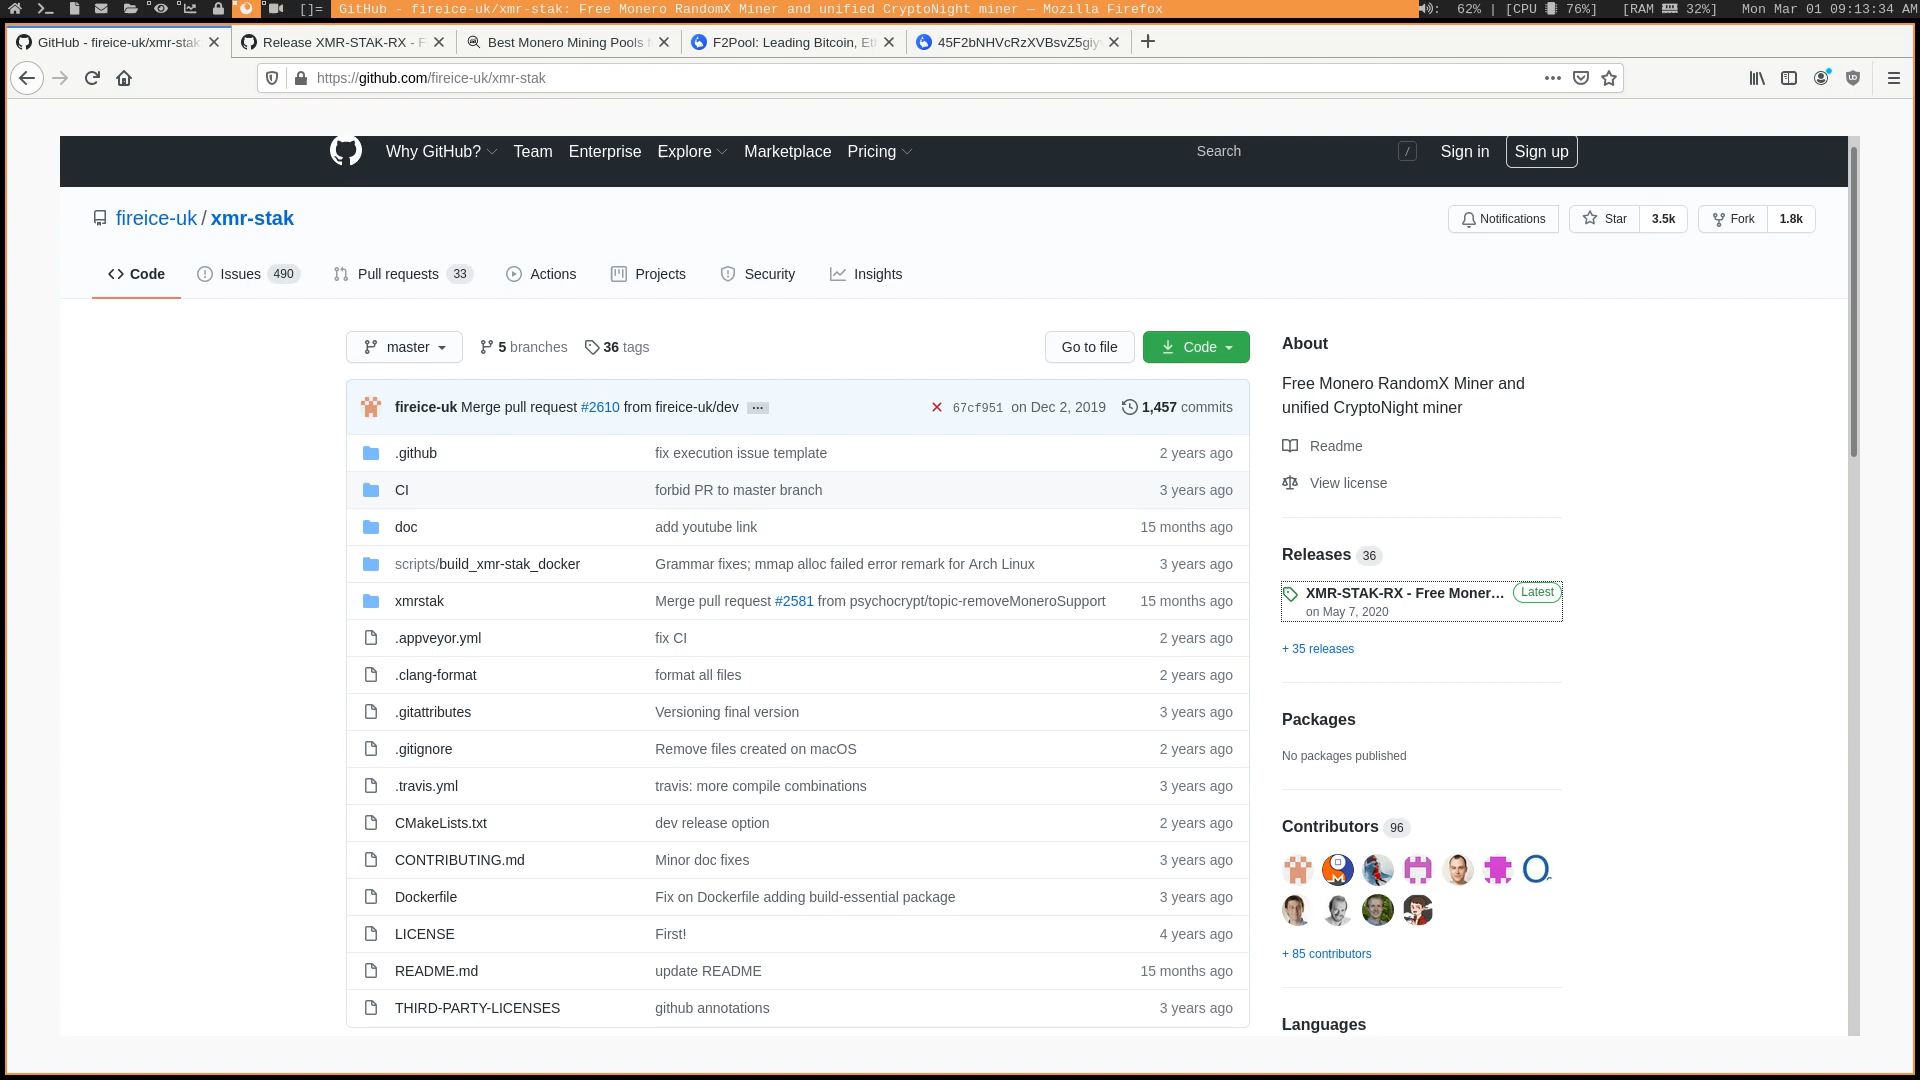 []= GitHub - fireice-uk/xmr-stak: Free Monero RandomX Miner and unified CryptoNight miner — Mozilla Firefox : 62% | [CPU 76%] [RAM 32%] Mon Mar 01 09:13:34 AM
GitHub - fireice-uk/xmr-stak: Release XMR-STAK-RX - F Best Monero Mining Pools f F2Pool: Leading Bitcoin, Eth 45F2bNHVcRzXVBsvZ5giy
https://github.com/fireice-uk/xmr-stak
Why GitHub? Team Enterprise Explore Marketplace Pricing Search / Sign in Sign up
fireice-uk / xmr-stak Notifications Star 3.5k Fork 1.8k
Code Issues 490 Pull requests 33 Actions Projects Security Insights
master 5 branches 36 tags Go to file Code
fireice-uk Merge pull request #2610 from fireice-uk/dev ... 67cf951 on Dec 2, 2019 1,457 commits
.github fix execution issue template 2 years ago
CI forbid PR to master branch 3 years ago
doc add youtube link 15 months ago
scripts/build_xmr-stak_docker Grammar fixes; mmap alloc failed error remark for Arch Linux 3 years ago
xmrstak Merge pull request #2581 from psychocrypt/topic-removeMoneroSupport 15 months ago
.appveyor.yml fix CI 2 years ago
.clang-format format all files 2 years ago
.gitattributes Versioning final version 3 years ago
.gitignore Remove files created on macOS 2 years ago
.travis.yml travis: more compile combinations 3 years ago
CMakeLists.txt dev release option 2 years ago
CONTRIBUTING.md Minor doc fixes 3 years ago
Dockerfile Fix on Dockerfile adding build-essential package 3 years ago
LICENSE First! 4 years ago
README.md update README 15 months ago
THIRD-PARTY-LICENSES github annotations 3 years ago
About
Free Monero RandomX Miner and
unified CryptoNight miner
Readme
View license
Releases 36
XMR-STAK-RX - Free Moner... Latest
on May 7, 2020
+ 35 releases
Packages
No packages published
Contributors 96
+ 85 contributors
Languages